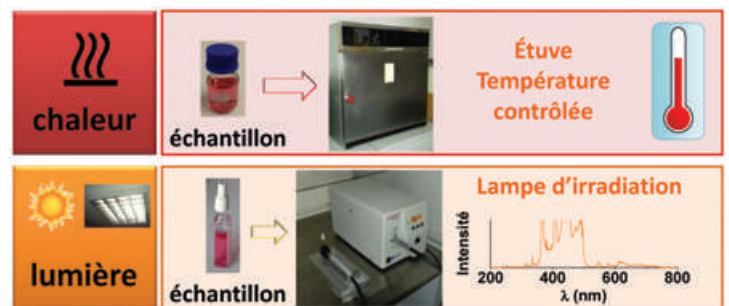 chaleur
échantillon
Étuve
Température
contrôlée
lumière
échantillon
Lampe d'irradiation
Intensité
200 400 600 800
λ (nm)